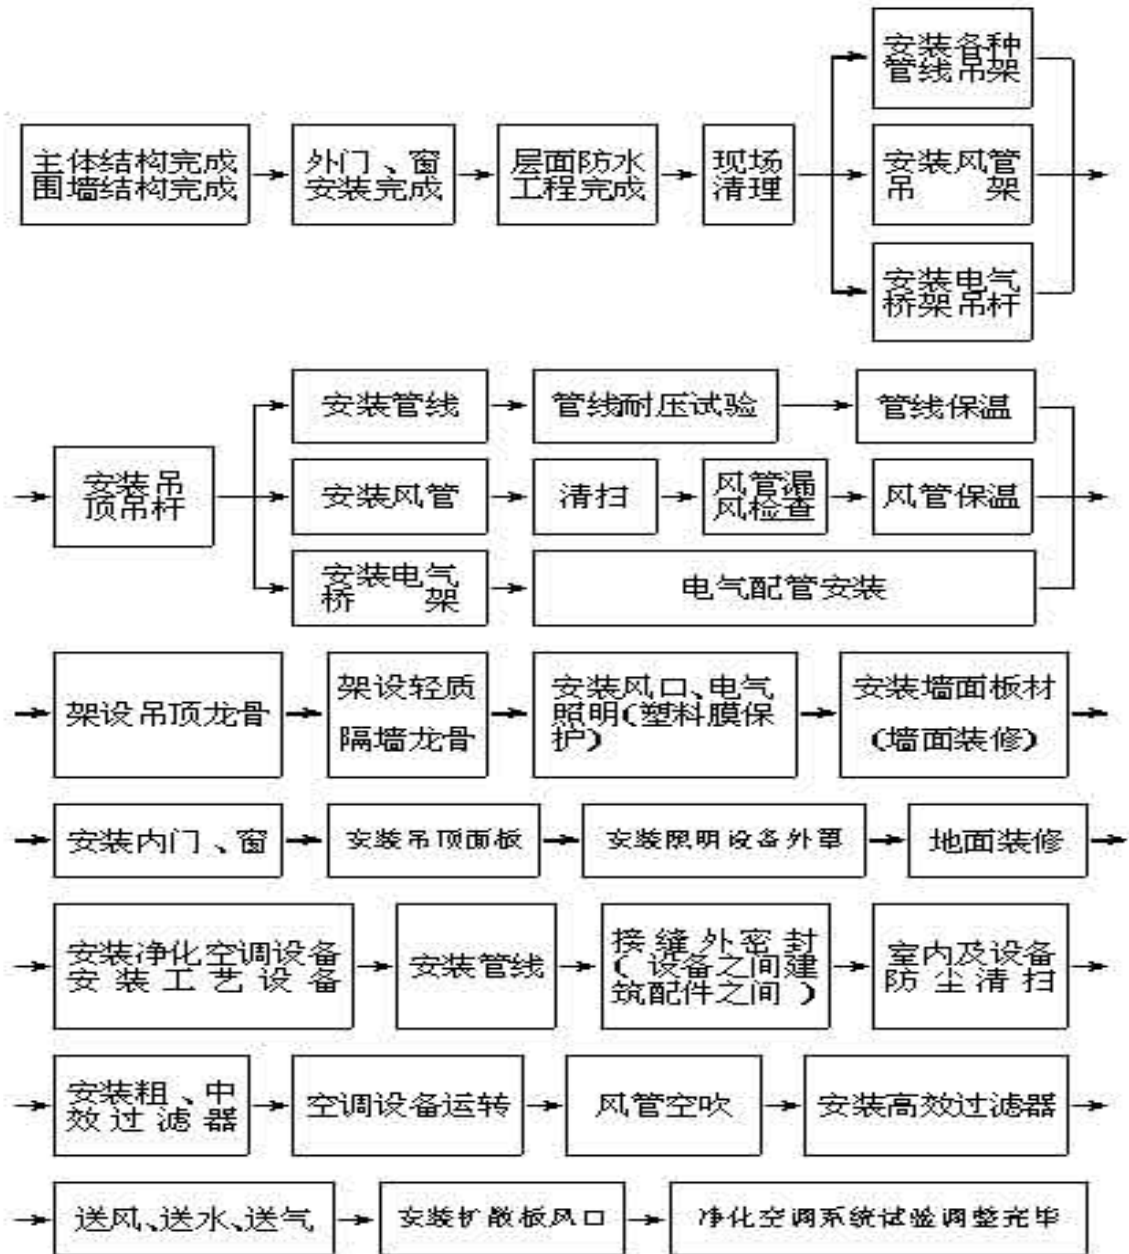 安装各种
管线吊架
主体结构完成
围墙结构完成
外门、窗
安装完成
层面防水
工程完成
现场
清理
安装风管
吊 架
安装电气
桥架吊杆
安装管线
管线耐压试验
管线保温
安装吊
顶吊杆
安装风管
清扫
风管漏
风检查
风管保温
安装电气
桥 架
电气配管安装
架设吊顶龙骨
架设轻质
隔墙龙骨
安装风口、电气
照明(塑料膜保
护)
安装墙面板材
(墙面装修)
安装内门、窗
安装吊顶面板
安装照明设备外罩
地面装修
安装净化空调设备
安装工艺设备
安装管线
接缝外密封
(设备之间建
筑配件之间)
室内及设备
防尘清扫
安装粗、中
效过滤器
空调设备运转
风管空吹
安装高效过滤器
送风、送水、送气
安装扩散板风口
净化空调系统试验调整完毕